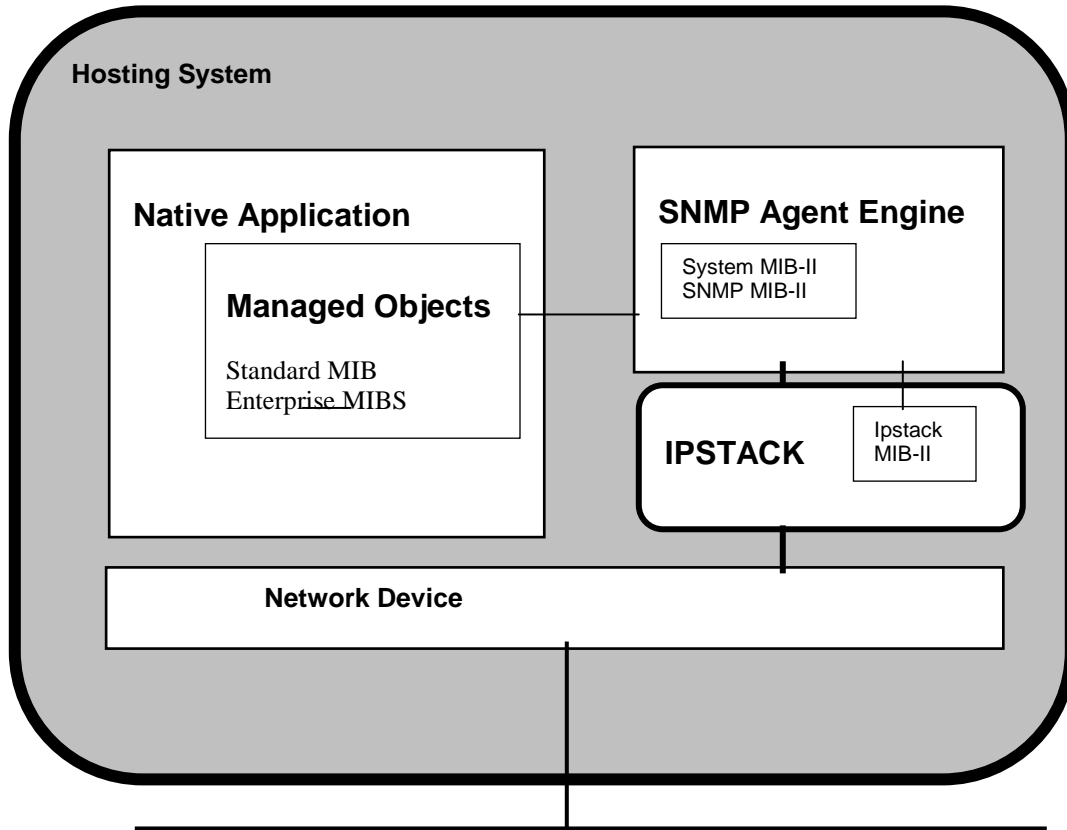 Hosting System
Native Application
Managed Objects
Standard MIB
Enterprise MIBS
SNMP Agent Engine
System MIB-II
SNMP MIB-II
IPSTACK
Ipstack
MIB-II
Network Device